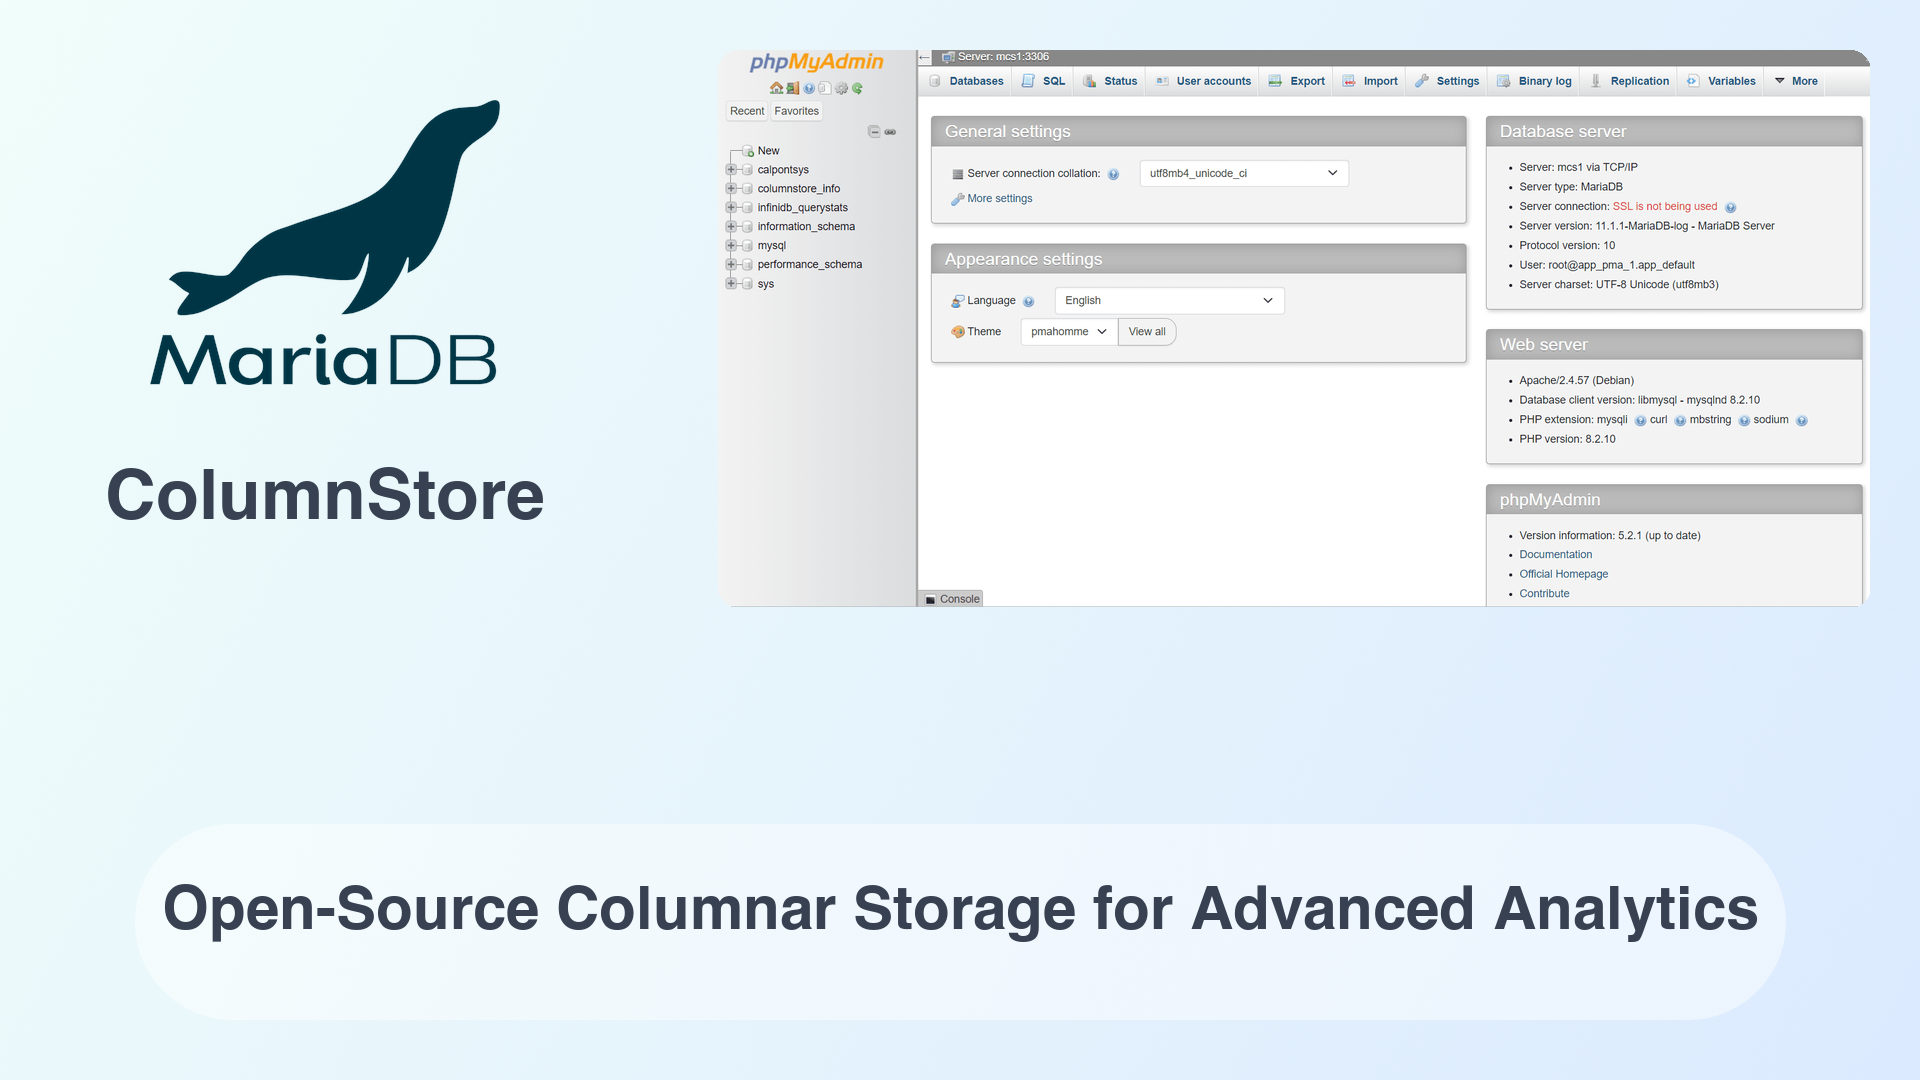 MariaDB
ColumnStore
phpMyAdmin
Recent Favorites
New
calpontsys
columnstore_info
infinidb_querystats
information_schema
mysql
performance_schema
sys
Server: mcs1:3306
Databases SQL Status User accounts Export Import Settings Binary log Replication Variables More
General settings
Server connection collation: utf8mb4_unicode_ci
More settings
Appearance settings
Language English
Theme pmahomme View all
Console
Database server
• Server: mcs1 via TCP/IP
• Server type: MariaDB
• Server connection: SSL is not being used
• Server version: 11.1.1-MariaDB-log - MariaDB Server
• Protocol version: 10
• User: root@app_pma_1.app_default
• Server charset: UTF-8 Unicode (utf8mb3)
Web server
• Apache/2.4.57 (Debian)
• Database client version: libmysql - mysqlnd 8.2.10
• PHP extension: mysqli curl mbstring sodium
• PHP version: 8.2.10
phpMyAdmin
• Version information: 5.2.1 (up to date)
• Documentation
• Official Homepage
• Contribute
Open-Source Columnar Storage for Advanced Analytics